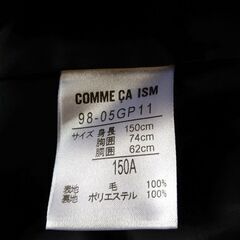 COMME ÇA ISM
98-05GP11
サイズ 身長 150cm
胸囲 74cm
胴囲 62cm
150A
表地 毛 100%
裏地 ポリエステル 100%